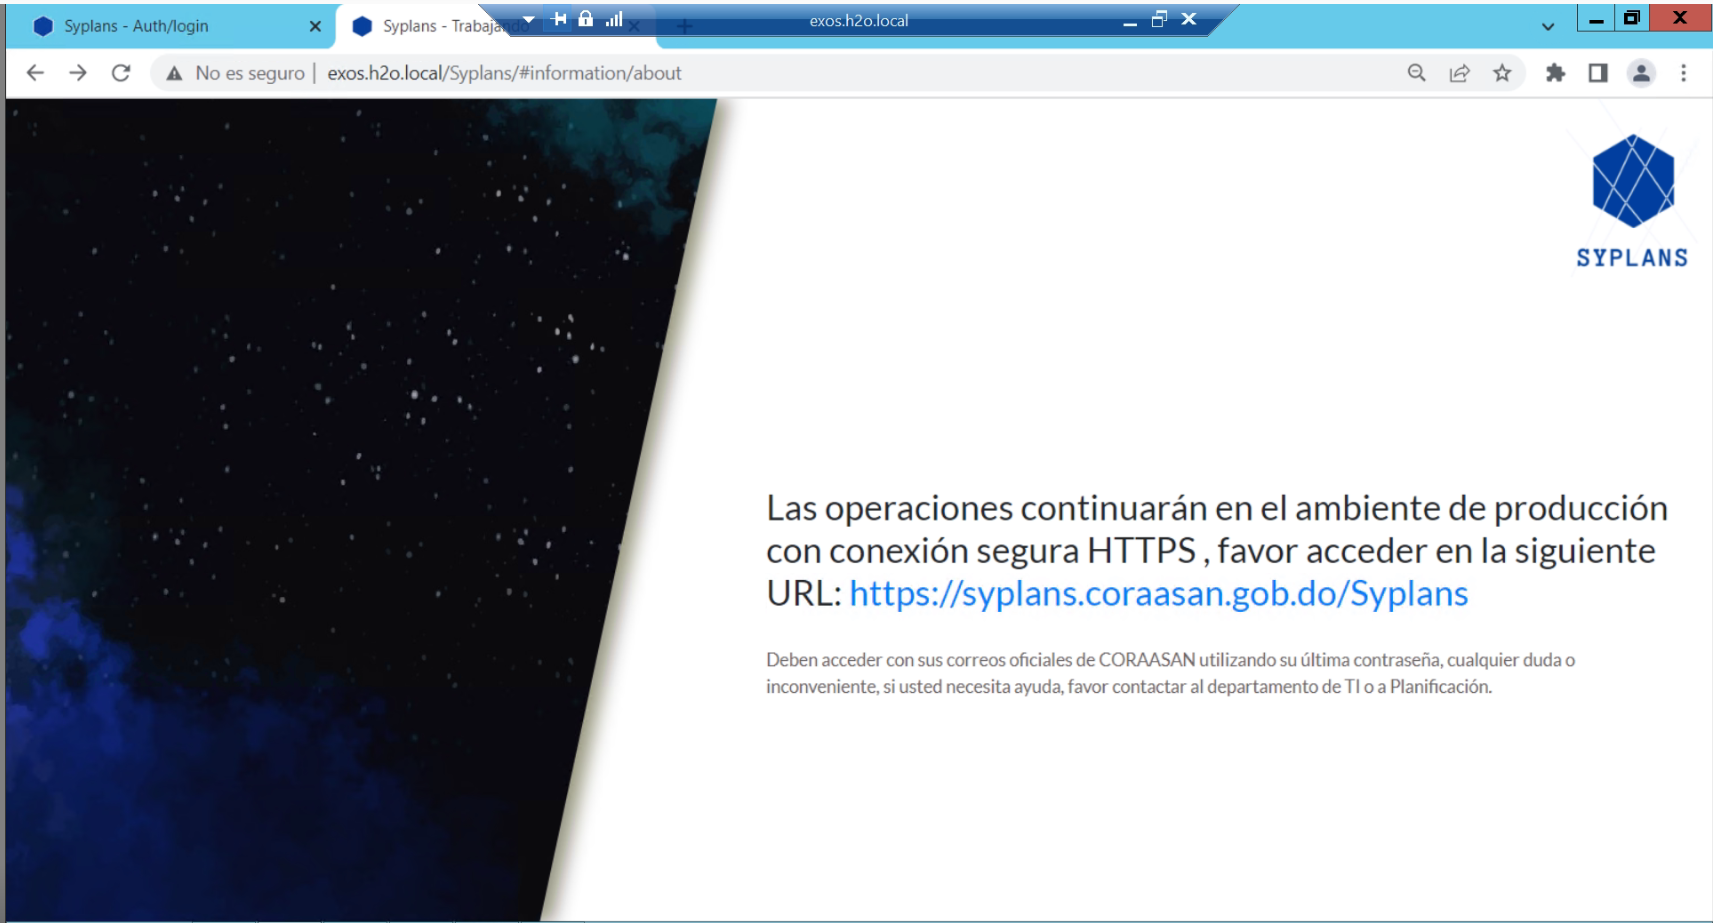 Syplans - Auth/login
Syplans - Trabajando
exos.h2o.local
No es seguro | exos.h2o.local/Syplans/#information/about
SYPLANS
Las operaciones continuarán en el ambiente de producción
con conexión segura HTTPS , favor acceder en la siguiente
URL: https://syplans.coraasan.gob.do/Syplans
Deben acceder con sus correos oficiales de CORAASAN utilizando su última contraseña, cualquier duda o
inconveniente, si usted necesita ayuda, favor contactar al departamento de TI o a Planificación.